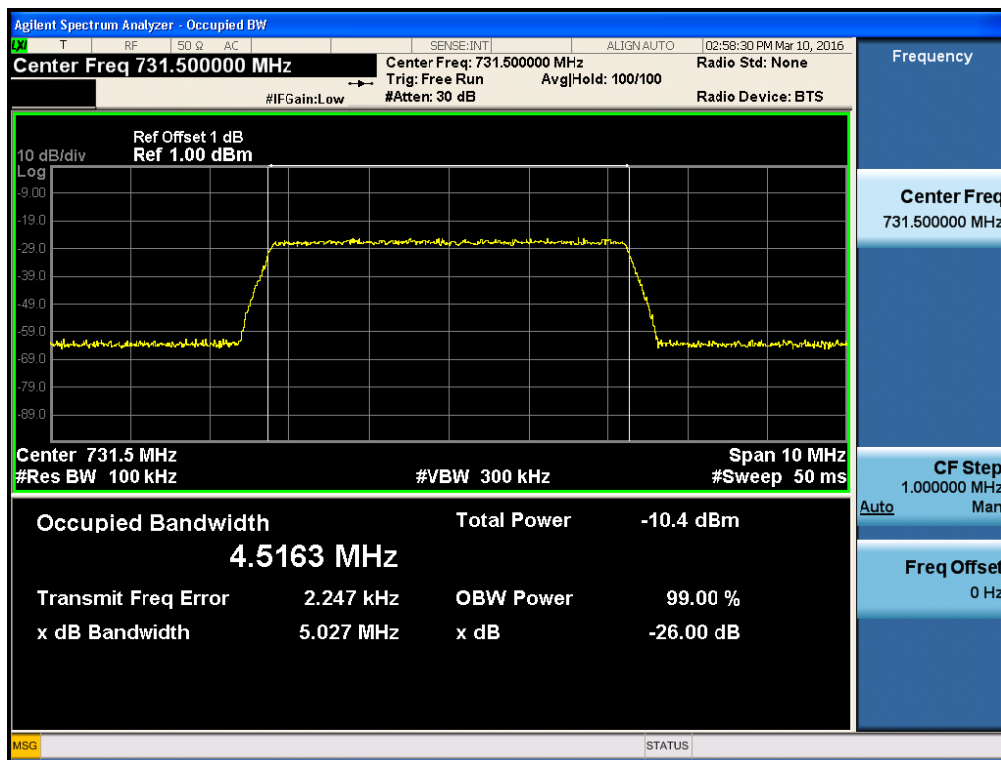 Agilent Spectrum Analyzer - Occupied BW
LXI T RF 50 Ω AC SENSE:INT ALIGN AUTO 02:58:30 PM Mar 10, 2016
Center Freq 731.500000 MHz
Center Freq: 731.500000 MHz
Radio Std: None
Trig: Free Run Avg|Hold: 100/100
#IFGain:Low
#Atten: 30 dB
Radio Device: BTS
Ref Offset 1 dB
10 dB/div Ref 1.00 dBm
Log
-9.00
-19.0
-29.0
-39.0
-49.0
-59.0
-69.0
-79.0
-89.0
Center 731.5 MHz
Span 10 MHz
#Res BW 100 kHz
#VBW 300 kHz
#Sweep 50 ms
Occupied Bandwidth
4.5163 MHz
Total Power -10.4 dBm
Transmit Freq Error 2.247 kHz
OBW Power 99.00 %
x dB Bandwidth 5.027 MHz
x dB -26.00 dB
Frequency
Center Freq
731.500000 MHz
CF Step
1.000000 MHz
Auto Man
Freq Offset
0 Hz
MSG
STATUS